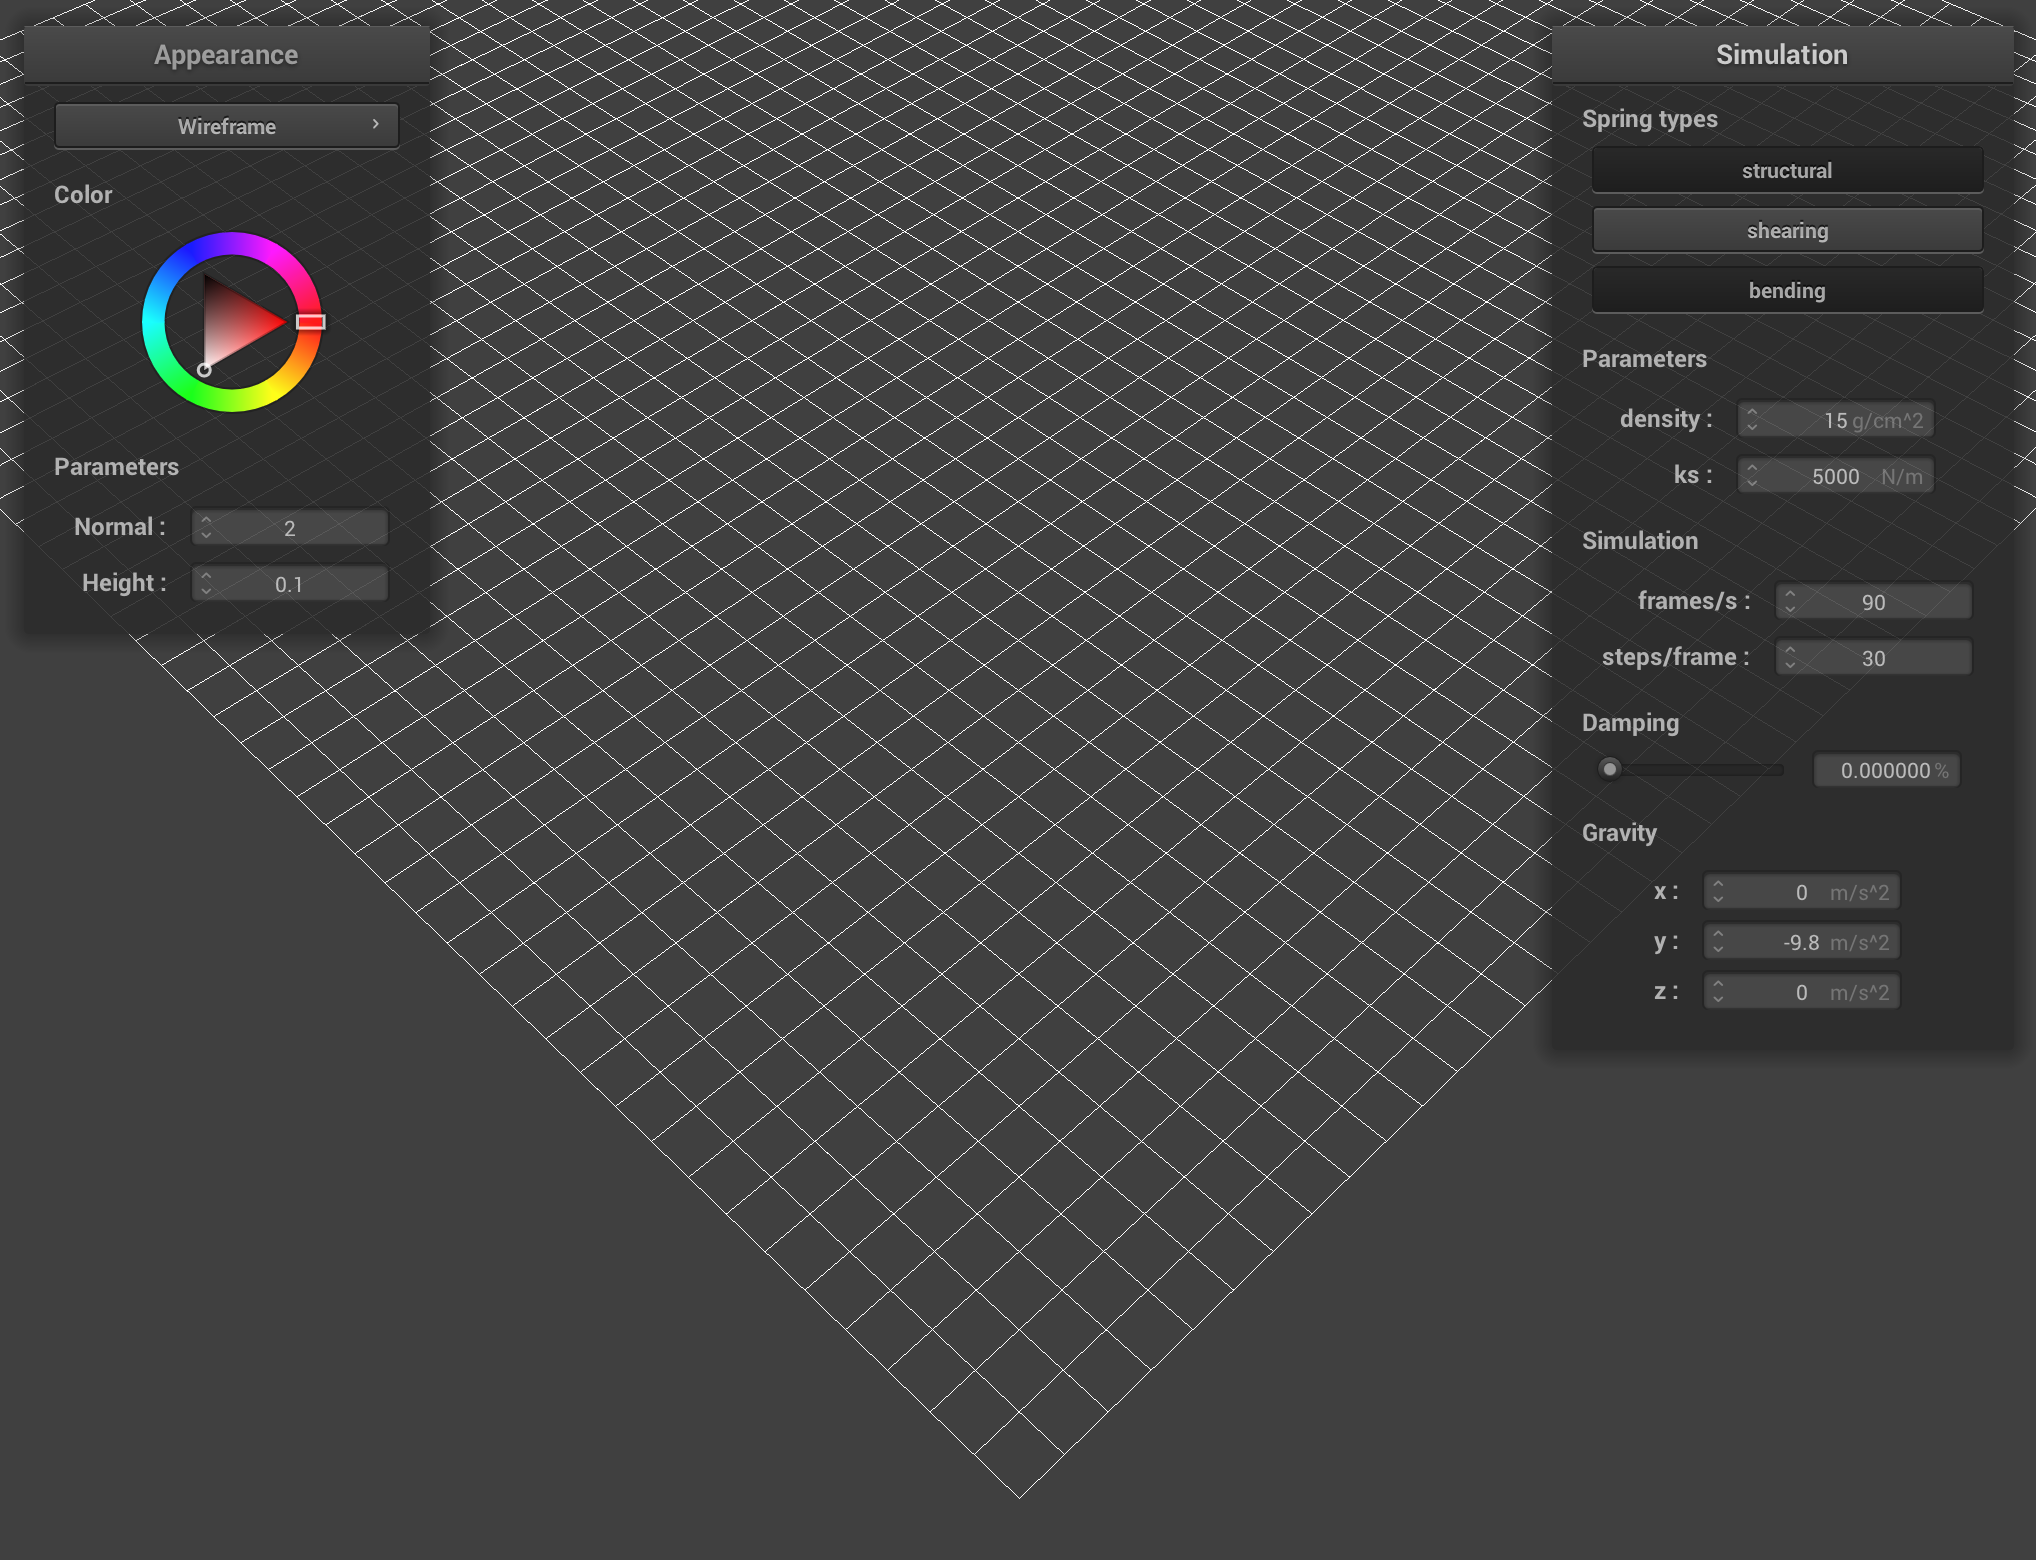 Appearance
Wireframe
Color
Parameters
Normal : 2
Height : 0.1
Simulation
Spring types
structural
shearing
bending
Parameters
density : 15 g/cm^2
ks : 5000 N/m
Simulation
frames/s : 90
steps/frame : 30
Damping
0.000000 %
Gravity
x : 0 m/s^2
y : -9.8 m/s^2
z : 0 m/s^2